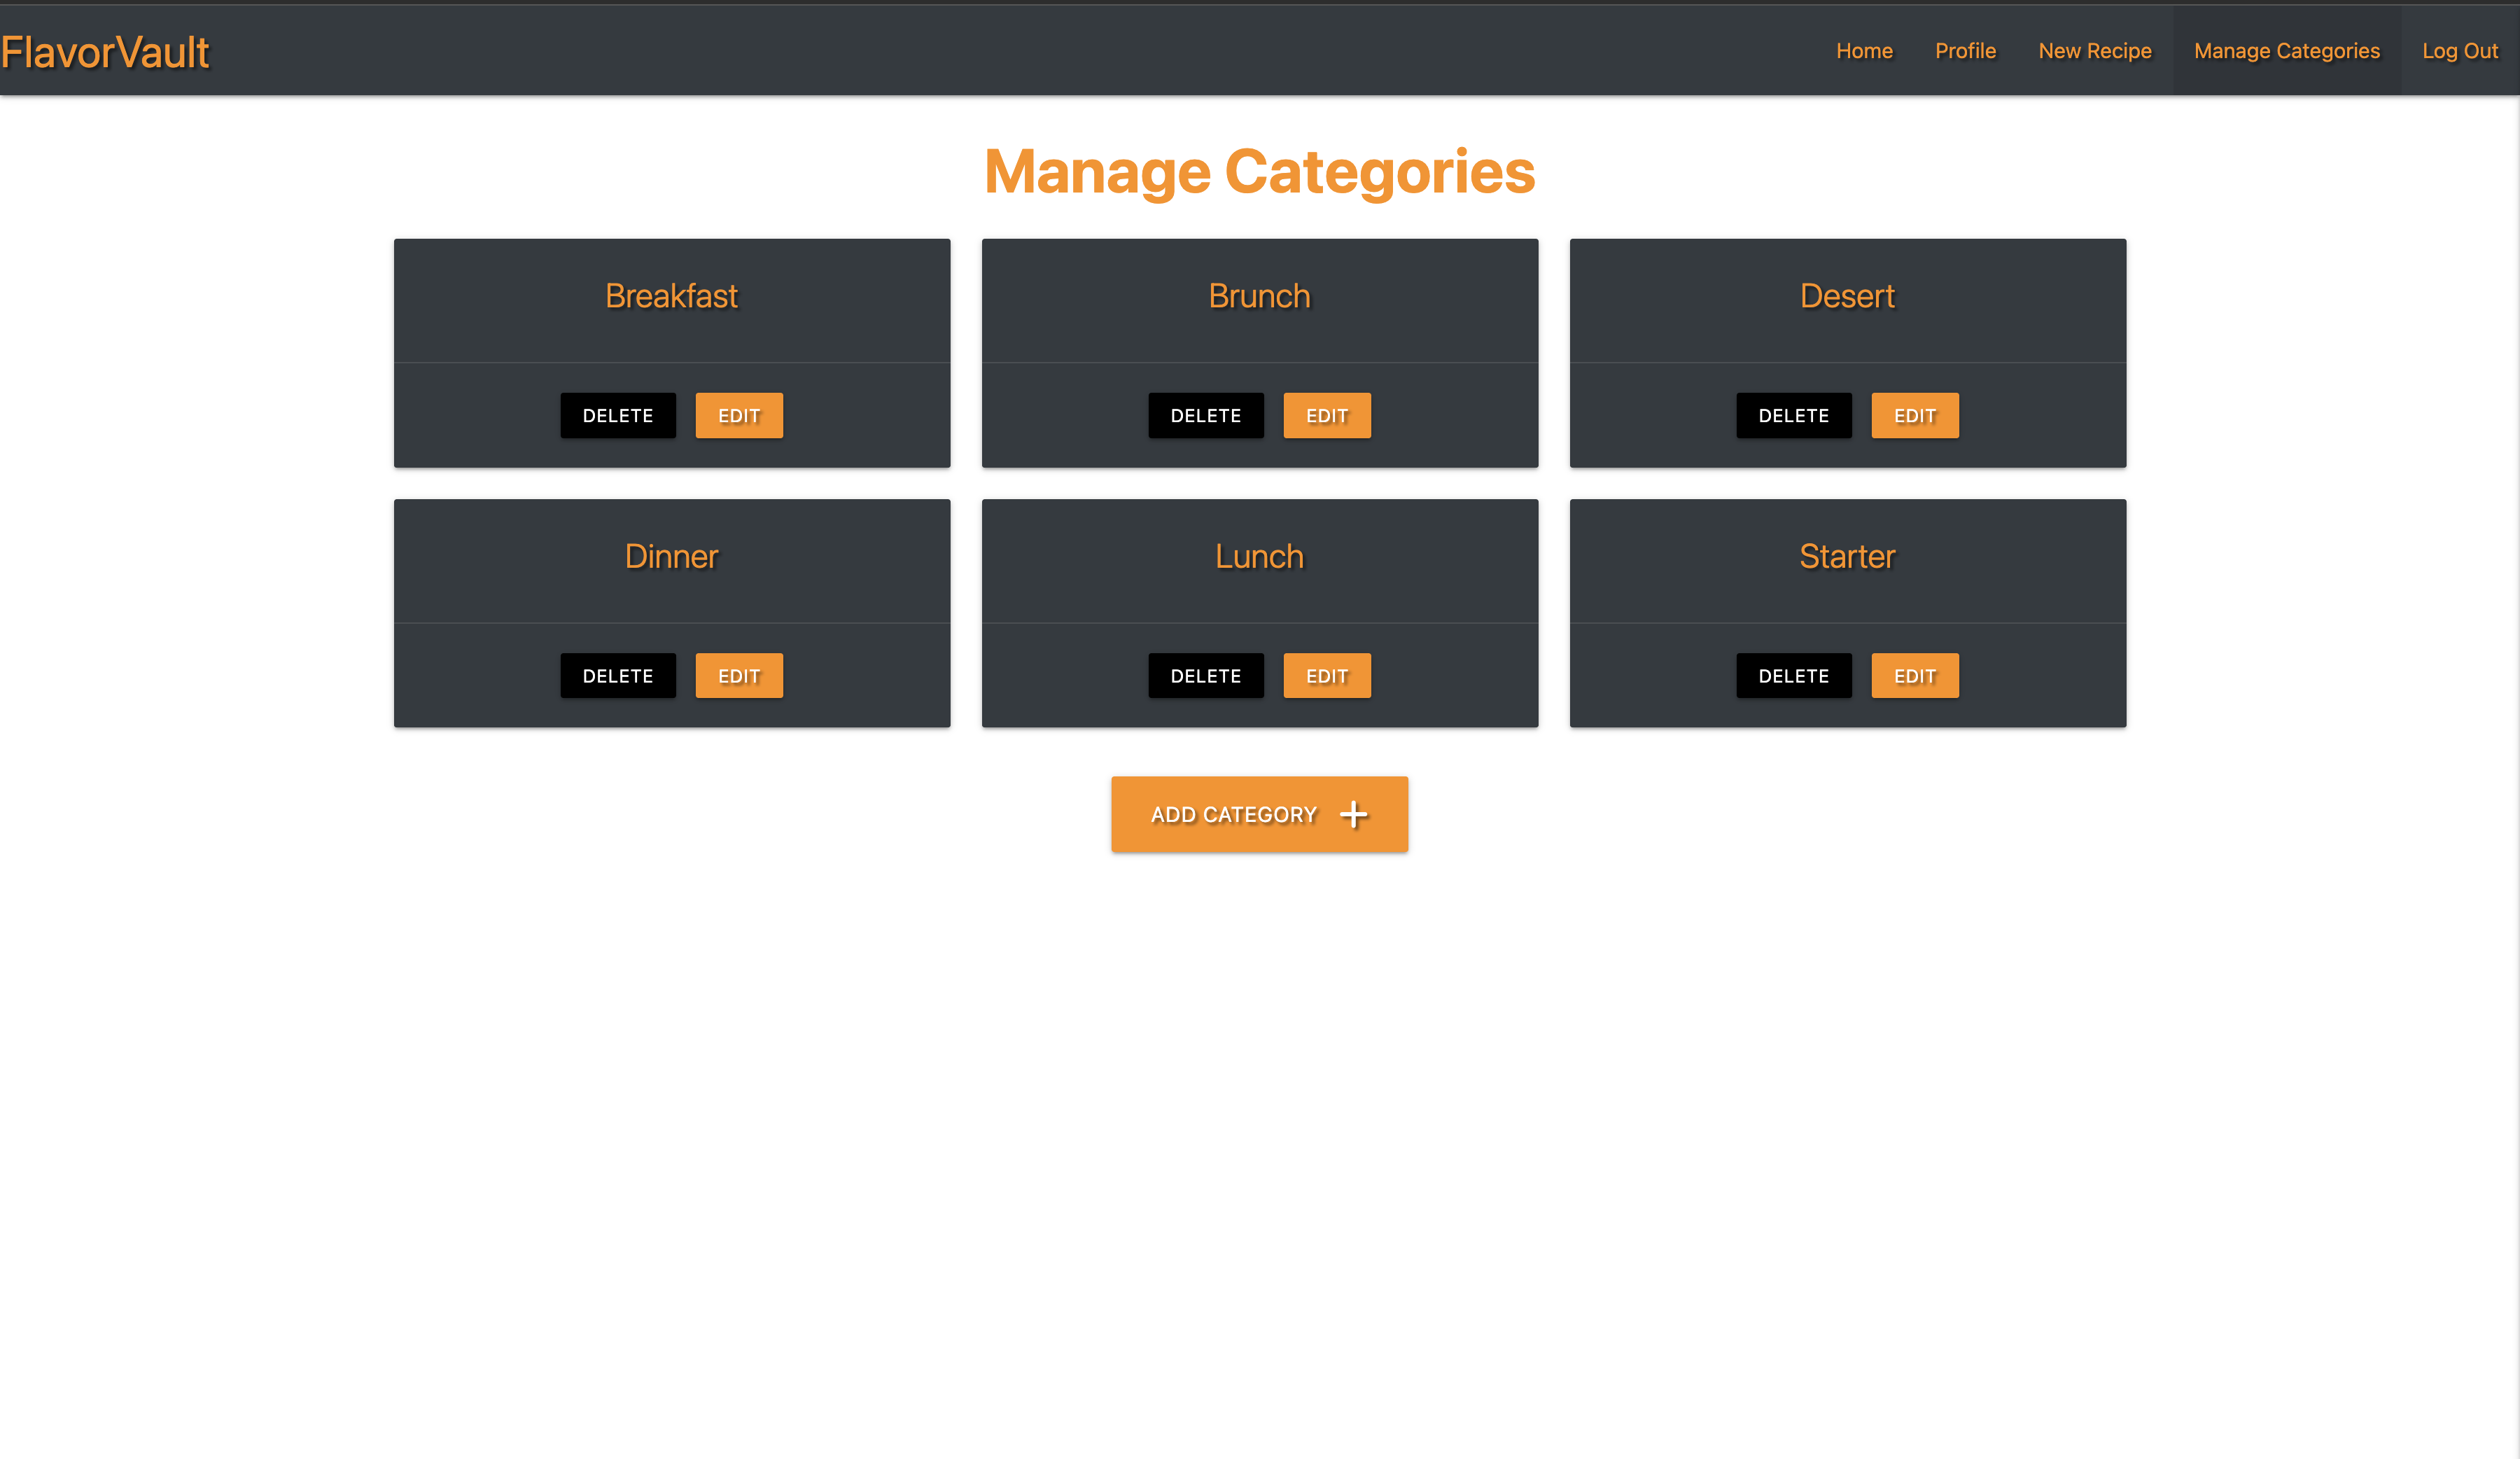 FlavorVault
Home Profile New Recipe Manage Categories Log Out
Manage Categories
Breakfast Brunch Desert
DELETE EDIT DELETE EDIT DELETE EDIT
Dinner Lunch Starter
DELETE EDIT DELETE EDIT DELETE EDIT
ADD CATEGORY +